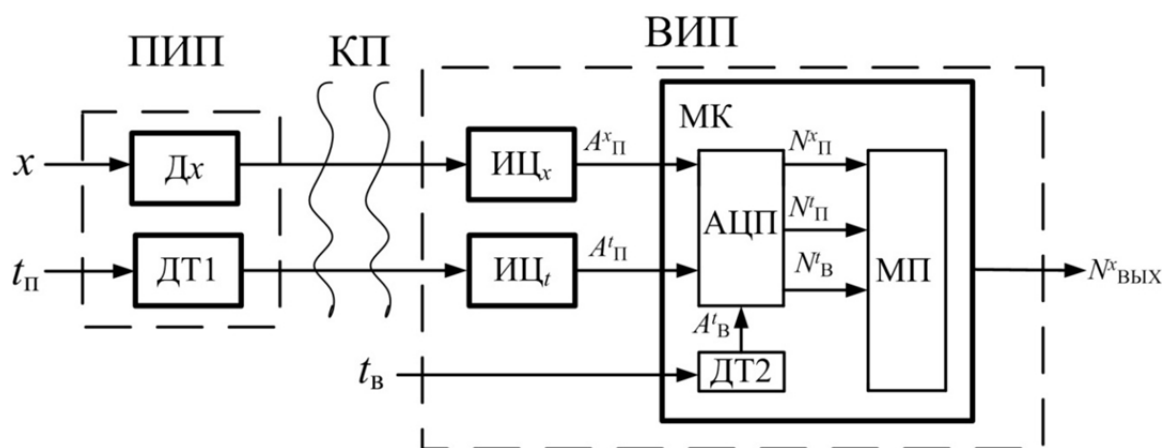 ПИП
КП
ВИП
МК
x
Дx
ИЦx
AxП
АЦП
NxП
NtП
NtВ
МП
tп
ДТ1
ИЦt
AtП
NxВЫХ
AtВ
tв
ДТ2